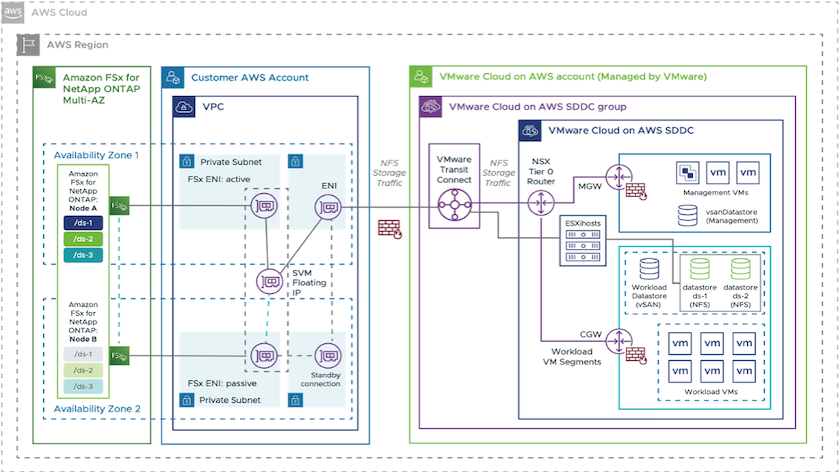 aws
AWS Cloud
AWS Region
FSx
Amazon FSx for
NetApp ONTAP
Multi-AZ
Customer AWS Account
VPC
VMware Cloud on AWS account (Managed by VMware)
VMware Cloud on AWS SDDC group
VMware Cloud on AWS SDDC
Availability Zone 1
Amazon
FSx for
NetApp
ONTAP:
Node A
/ds-1
/ds-2
/ds-3
FSx
Private Subnet
FSx ENI: active
ENI
SVM
Floating
IP
NFS
Storage
Traffic
VMware
Transit
Connect
NFS
Storage
Traffic
NSX
Tier 0
Router
MGW
vm
vm
Management VMs
vsanDatastore
(Management)
ESXihosts
Workload
Datastore
(vSAN)
datastore
ds-1
(NFS)
datastore
ds-2
(NFS)
Amazon
FSx for
NetApp
ONTAP:
Node B
/ds-1
/ds-2
/ds-3
FSx
Availability Zone 2
FSx ENI: passive
Private Subnet
Standby
connection
CGW
Workload
VM Segments
vm
vm
vm
vm
vm
vm
Workload VMs